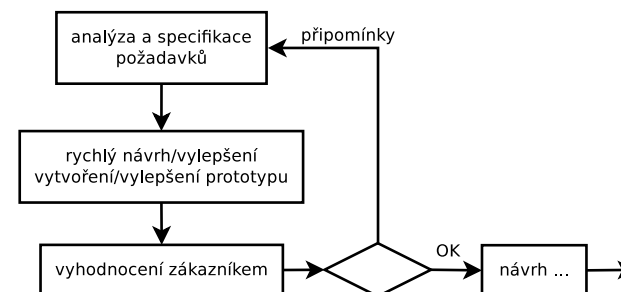 analýza a specifikace
požadavků
připomínky
rychlý návrh/vylepšení
vytvoření/vylepšení prototypu
vyhodnocení zákazníkem
OK
návrh ...